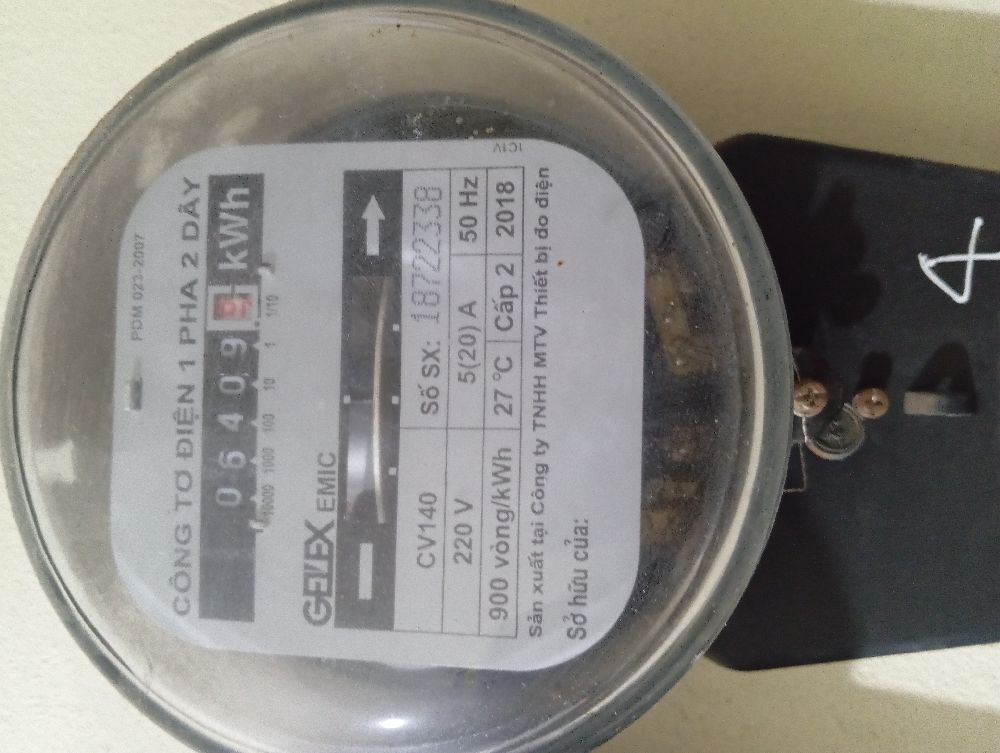 PDM 023-2007
CÔNG TƠ ĐIỆN 1 PHA 2 DÂY
0 6 4 0 9 kWh
10000 1000 100 10 1 1/10
GELEX EMIC
Số SX: 18722338
CV140 5(20) A 50 Hz
220 V 27 °C Cấp 2 2018
900 vòng/kWh
Sản xuất tại Công ty TNHH MTV Thiết bị đo điện
Sở hữu của:
1C1V
4